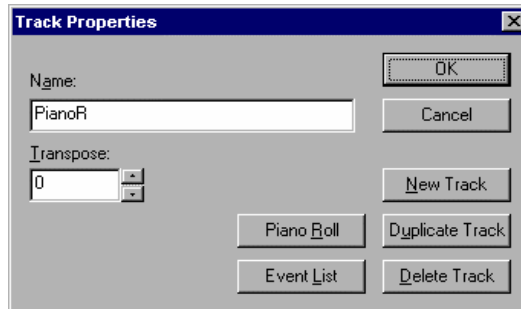 Track Properties
Name:
OK
PianoR
Cancel
Transpose:
0
New Track
Piano Roll
Duplicate Track
Event List
Delete Track